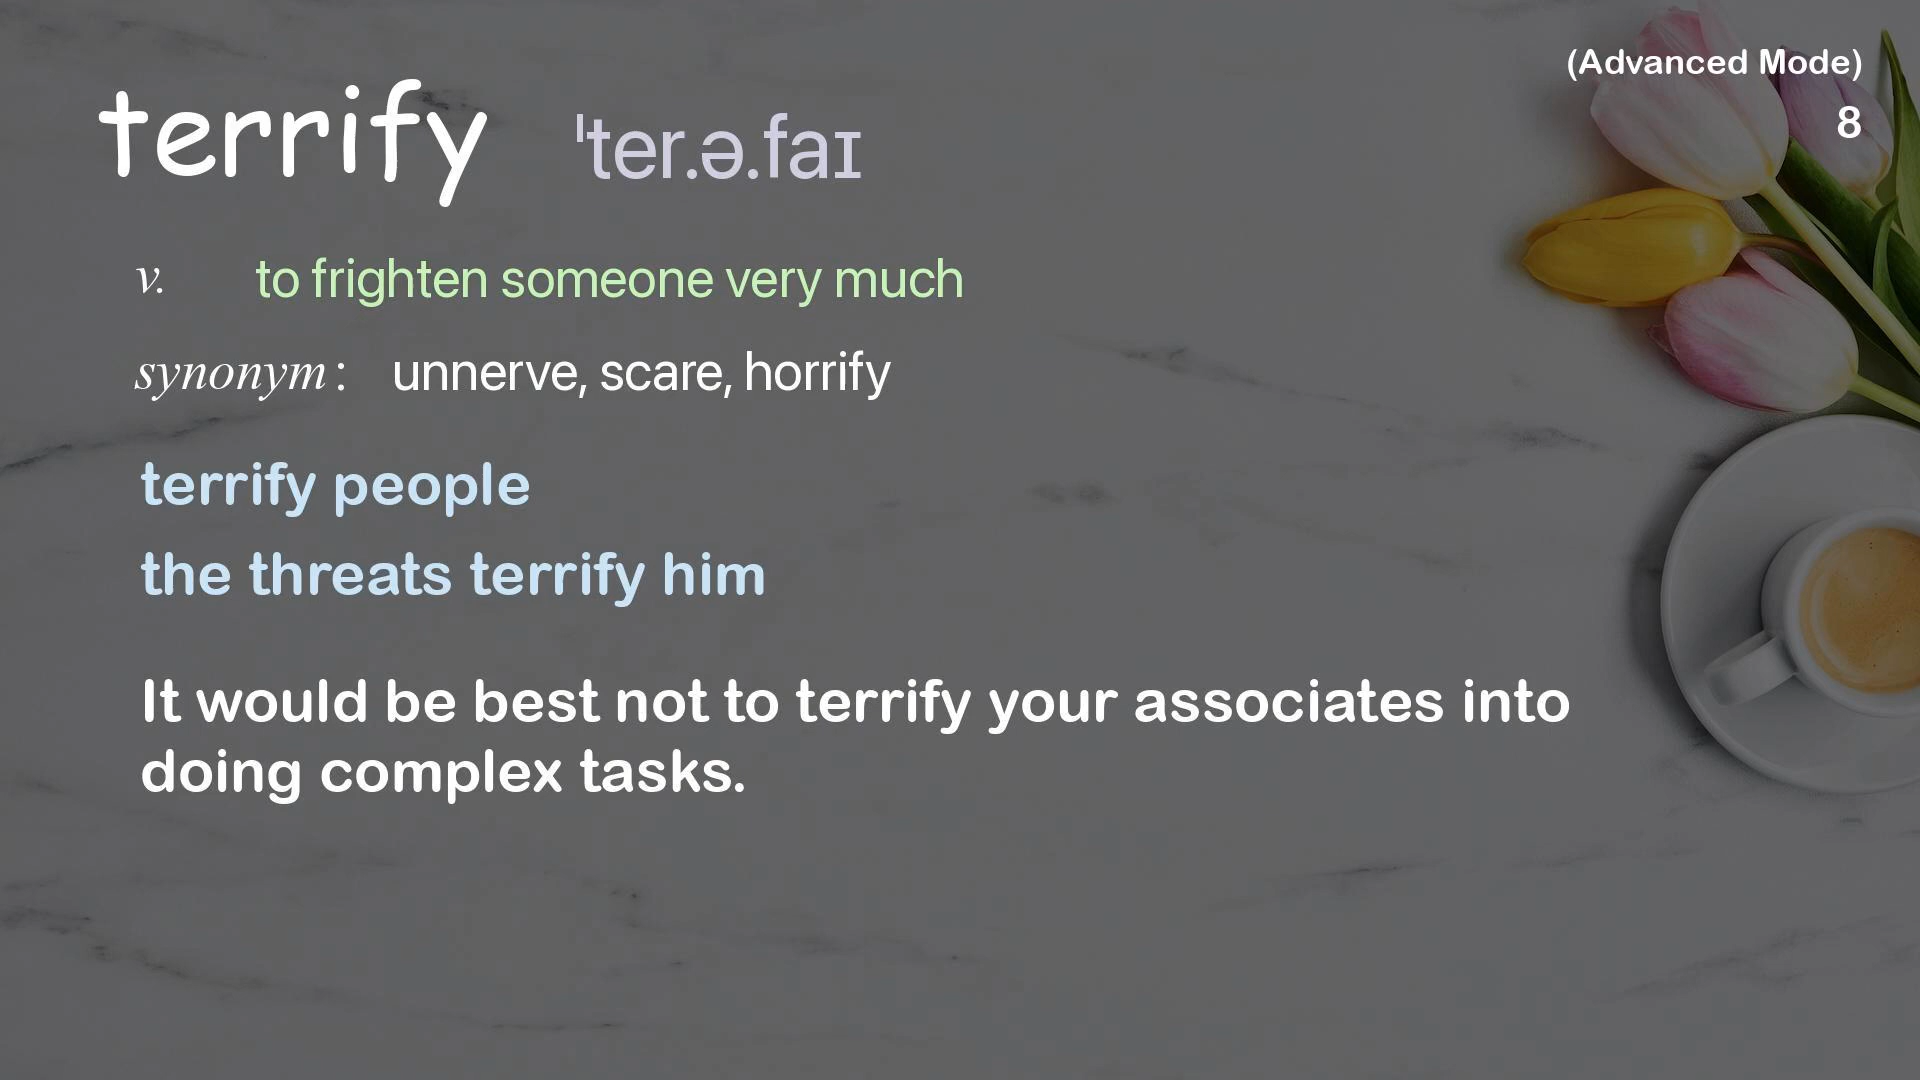 (Advanced Mode)
8
terrify ˈter.ə.faɪ
v. to frighten someone very much
synonym: unnerve, scare, horrify
terrify people
the threats terrify him
It would be best not to terrify your associates into
doing complex tasks.